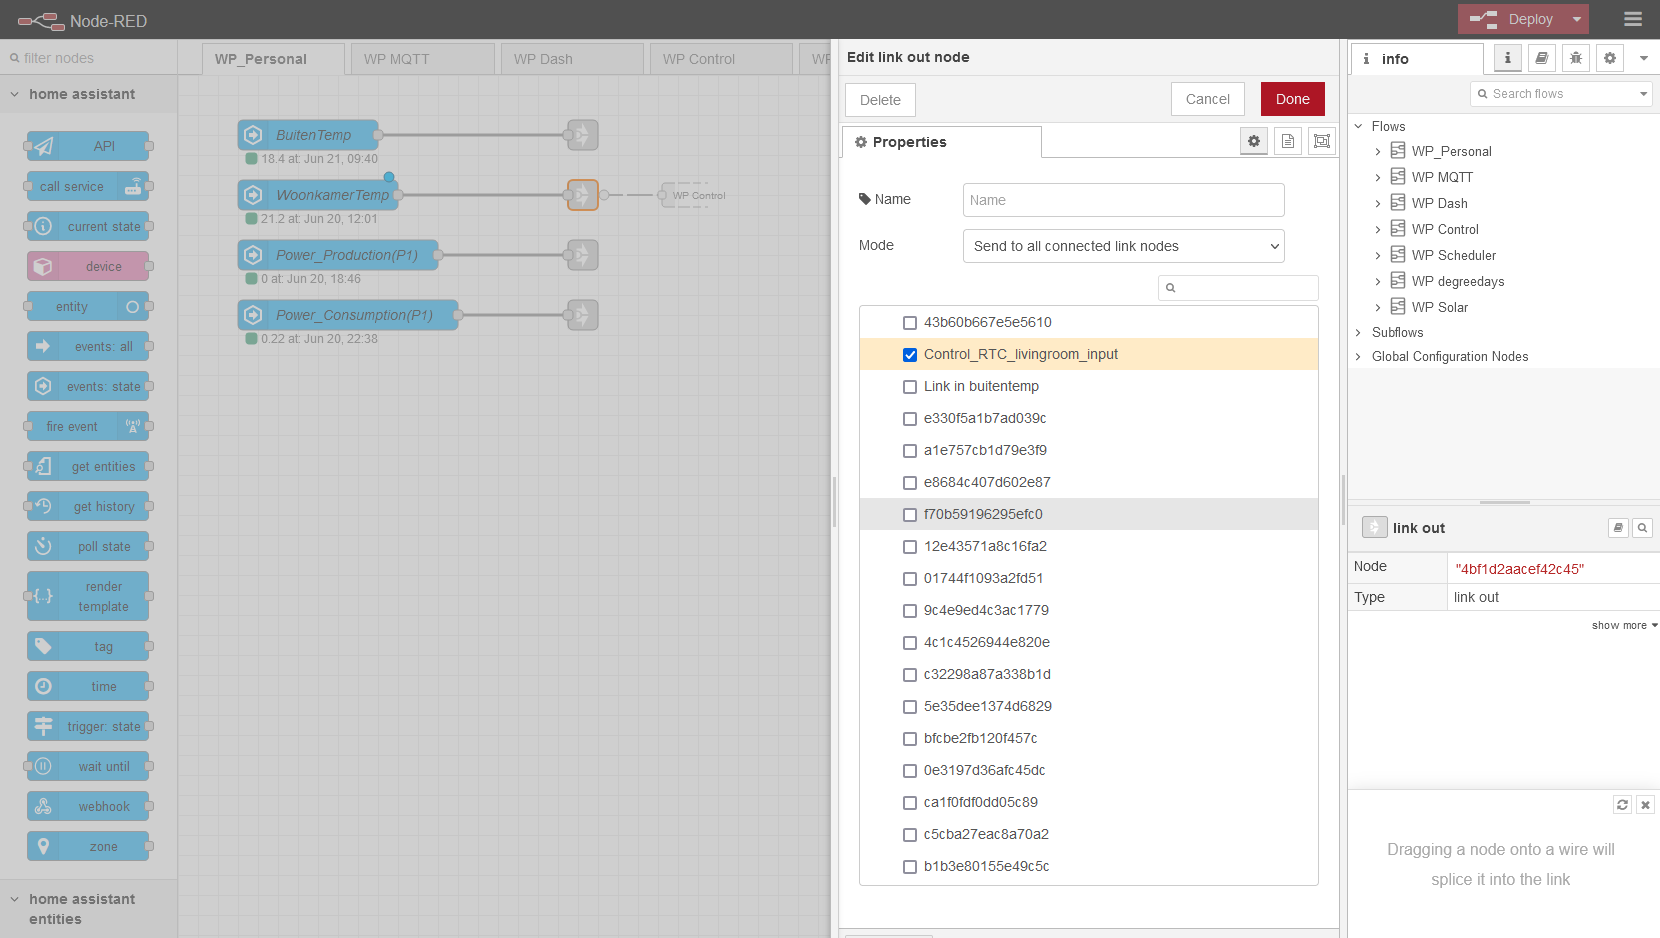 Node-RED
Deploy
filter nodes
WP_Personal
WP MQTT
WP Dash
WP Control
WP
home assistant
API
call service
current state
device
entity
events: all
events: state
fire event
get entities
get history
poll state
render
template
tag
time
trigger: state
wait until
webhook
zone
home assistant
entities
BuitenTemp
18.4 at: Jun 21, 09:40
WoonkamerTemp
WP Control
21.2 at: Jun 20, 12:01
Power_Production(P1)
0 at: Jun 20, 18:46
Power_Consumption(P1)
0.22 at: Jun 20, 22:38
Edit link out node
Delete
Cancel
Done
Properties
Name
Name
Mode
Send to all connected link nodes
43b60b667e5e5610
Control_RTC_livingroom_input
Link in buitentemp
e330f5a1b7ad039c
a1e757cb1d79e3f9
e8684c407d602e87
f70b59196295efc0
12e43571a8c16fa2
01744f1093a2fd51
9c4e9ed4c3ac1779
4c1c4526944e820e
c32298a87a338b1d
5e35dee1374d6829
bfcbe2fb120f457c
0e3197d36afc45dc
ca1f0fdf0dd05c89
c5cba27eac8a70a2
b1b3e80155e49c5c
info
Search flows
Flows
WP_Personal
WP MQTT
WP Dash
WP Control
WP Scheduler
WP degreedays
WP Solar
Subflows
Global Configuration Nodes
link out
Node
"4bf1d2aacef42c45"
Type
link out
show more
Dragging a node onto a wire will
splice it into the link